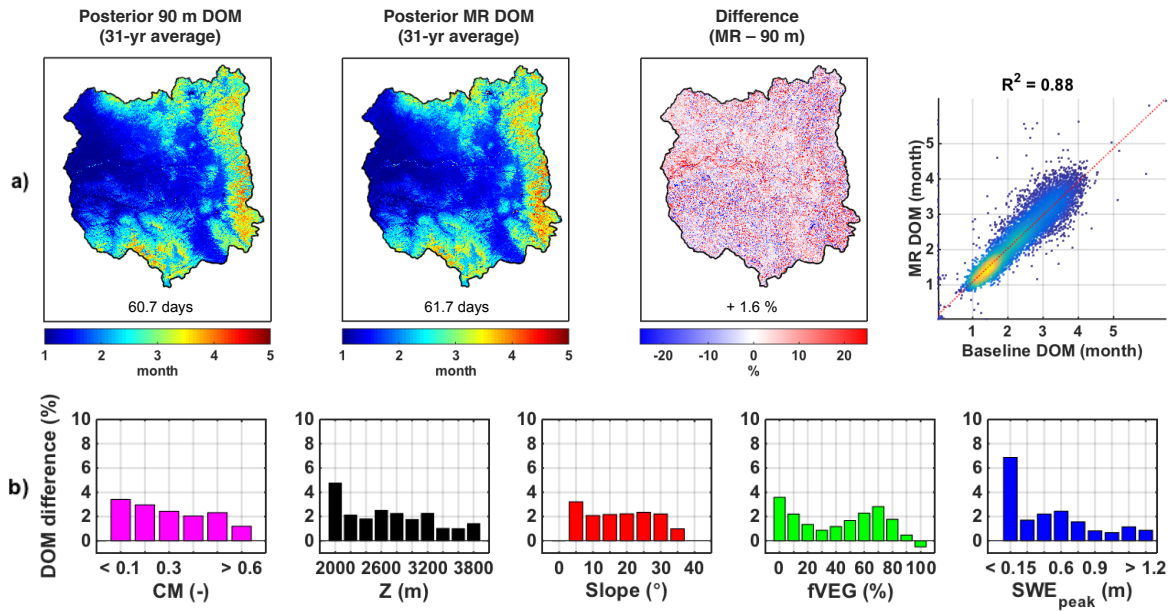 Posterior 90 m DOM
(31-yr average)
Posterior MR DOM
(31-yr average)
Difference
(MR – 90 m)
R² = 0.88
a)
60.7 days
61.7 days
+ 1.6 %
1 2 3 4 5
month
1 2 3 4 5
month
-20 -10 0 10 20
%
5
4
3
2
1
MR DOM (month)
1 2 3 4 5
Baseline DOM (month)
b)
DOM difference (%)
10
8
6
4
2
0
< 0.1 0.3 > 0.6
CM (-)
10
8
6
4
2
0
2000 2600 3200 3800
Z (m)
10
8
6
4
2
0
0 10 20 30 40
Slope (°)
10
8
6
4
2
0
0 20 40 60 80 100
fVEG (%)
10
8
6
4
2
0
< 0.15 0.6 0.9 > 1.2
SWE_peak (m)